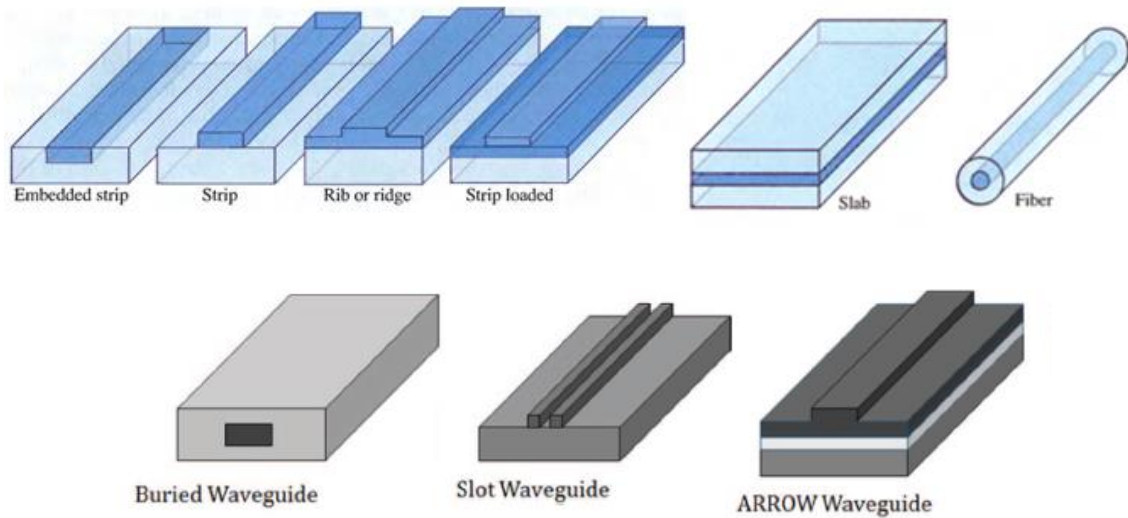 Embedded strip
Strip
Rib or ridge
Strip loaded
Slab
Fiber
Buried Waveguide
Slot Waveguide
ARROW Waveguide